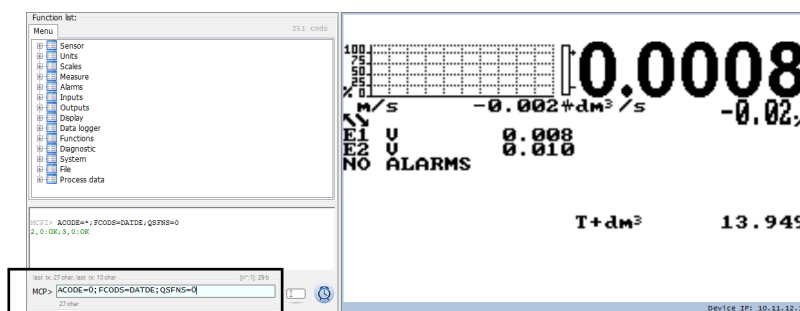 Function list:
Menu
251 cmds
Sensor
Units
Scales
Measure
Alarms
Inputs
Outputs
Display
Data logger
Functions
Diagnostic
System
File
Process data
MCPI> ACODE=*;FCODS=DATDE;QSFNS=0
2,0:OK;3,0:OK
last tx: 27 char, last rx: 13 char
[n°:1]: 29 b
MCP> ACODE=0;FCODS=DATDE;QSFNS=0
27 char
100
75
50
25
% 0
0.0008
m/s
-0.002
dm³/s
-0.02
E1 V 0.008
E2 V 0.010
NO ALARMS
T+dm³ 13.949
Device IP: 10.11.12.